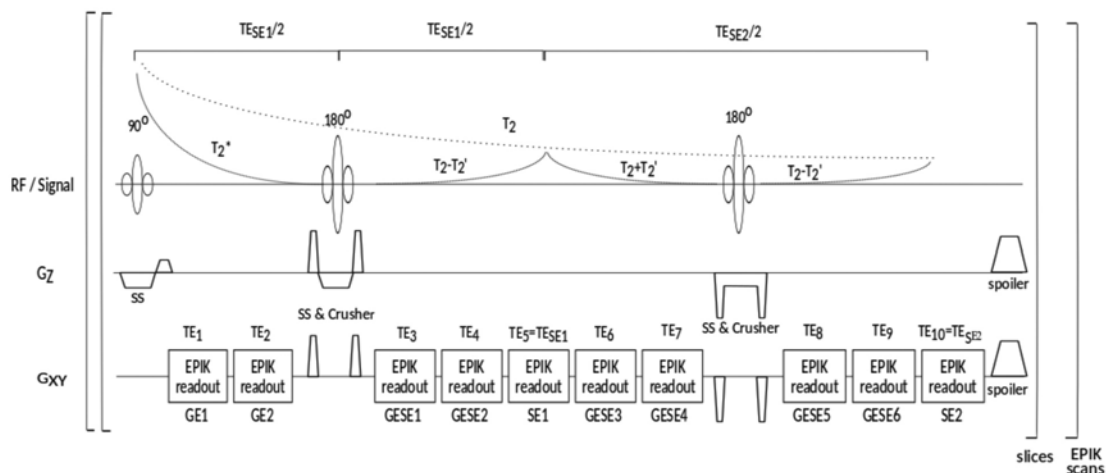 TE_SE1/2 TE_SE1/2 TE_SE2/2
90° 180° T2 180°
T2* T2-T2' T2+T2' T2-T2'
RF / Signal
GZ
SS spoiler
SS & Crusher SS & Crusher
TE1 TE2 TE3 TE4 TE5=TESE1 TE6 TE7 TE8 TE9 TE10=TESE2
EPIK EPIK EPIK EPIK EPIK EPIK EPIK EPIK EPIK EPIK
GXY readout readout readout readout readout readout readout readout readout readout spoiler
GE1 GE2 GESE1 GESE2 SE1 GESE3 GESE4 GESE5 GESE6 SE2
slices EPIK
scans